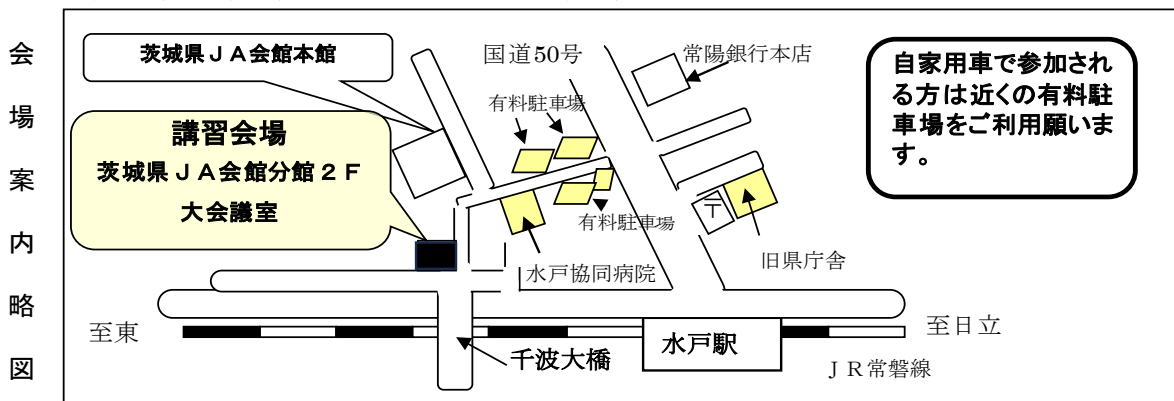 会場案内略図
茨城県ＪＡ会館本館
講習会場
茨城県ＪＡ会館分館２Ｆ
大会議室
国道50号
常陽銀行本店
有料駐車場
自家用車で参加され
る方は近くの有料駐
車場をご利用願いま
す。
有料駐車場
〒
旧県庁舎
水戸協同病院
至東
至日立
水戸駅
千波大橋
ＪＲ常磐線